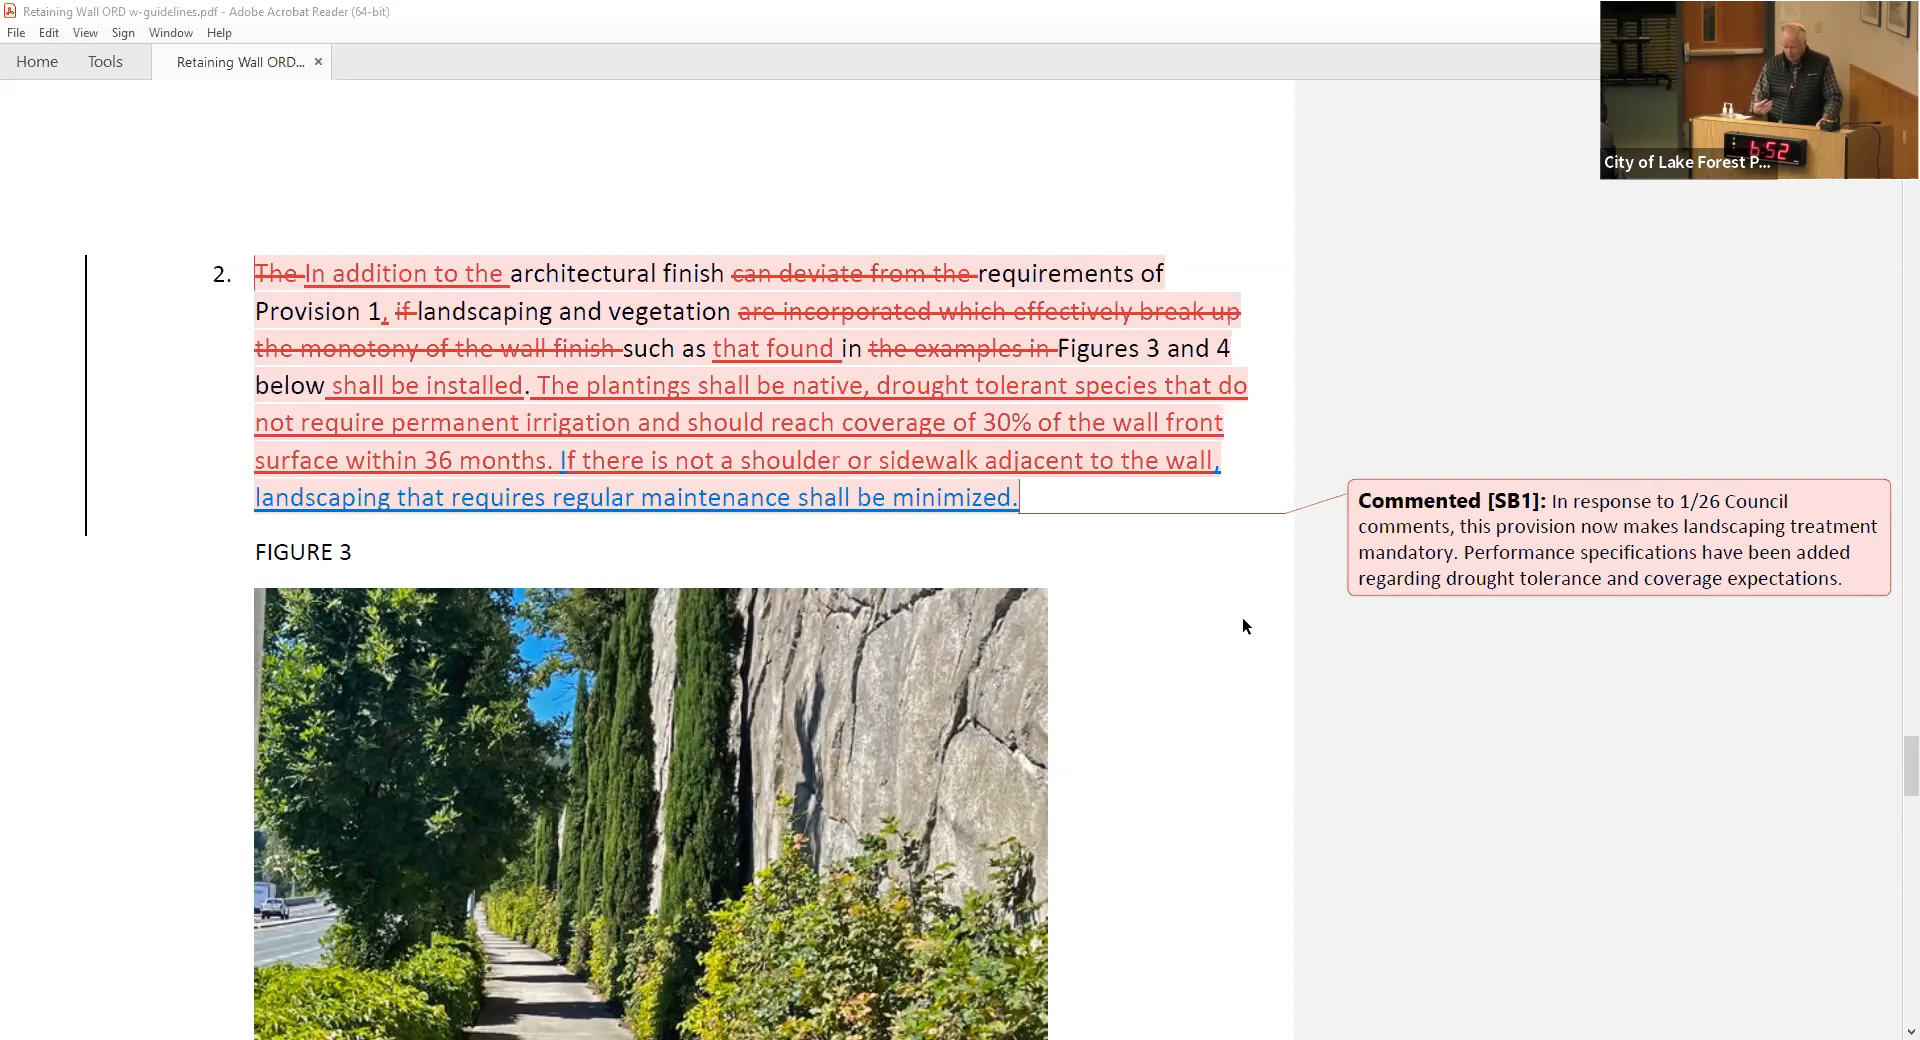 Retaining Wall ORD w-guidelines.pdf - Adobe Acrobat Reader (64-bit)
File Edit View Sign Window Help
Home Tools Retaining Wall ORD... ×
6:52
City of Lake Forest P...
2. The In addition to the architectural finish can deviate from the requirements of
Provision 1, if landscaping and vegetation are incorporated which effectively break up
the monotony of the wall finish such as that found in the examples in Figures 3 and 4
below shall be installed. The plantings shall be native, drought tolerant species that do
not require permanent irrigation and should reach coverage of 30% of the wall front
surface within 36 months. If there is not a shoulder or sidewalk adjacent to the wall,
landscaping that requires regular maintenance shall be minimized.
Commented [SB1]: In response to 1/26 Council
comments, this provision now makes landscaping treatment
mandatory. Performance specifications have been added
regarding drought tolerance and coverage expectations.
FIGURE 3